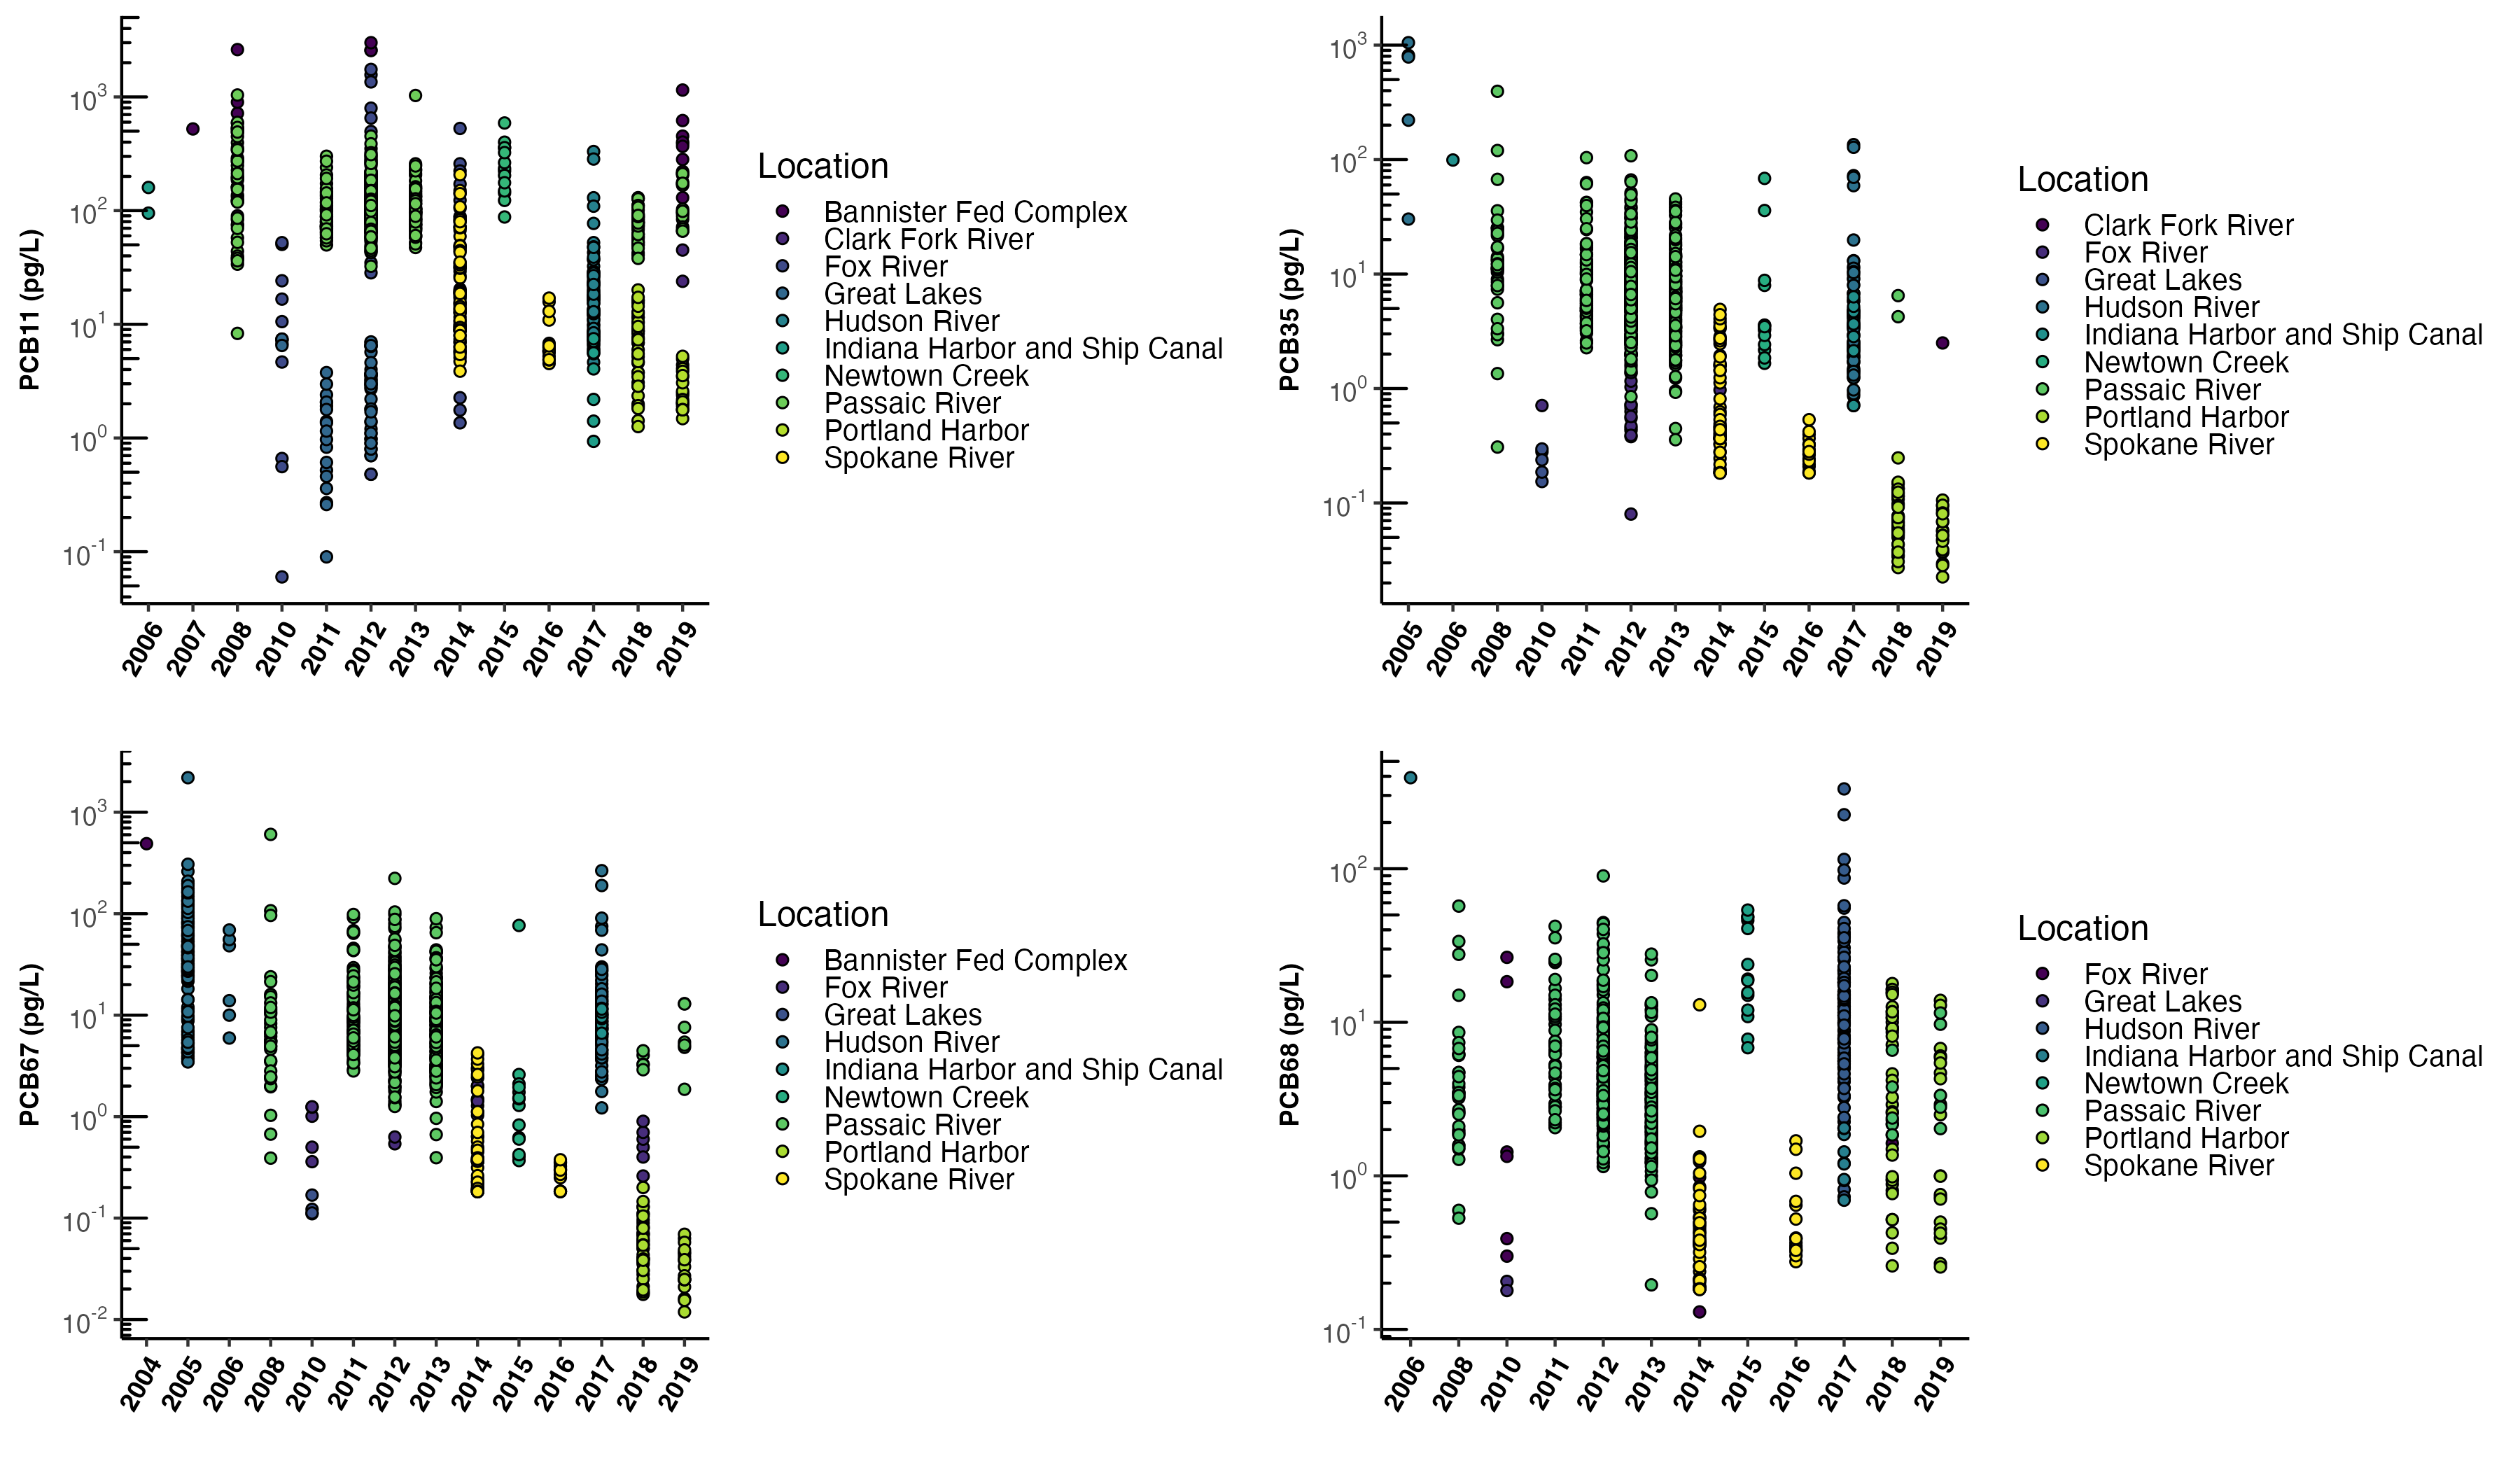 PCB11 (pg/L)
10^3
10^2
10^1
10^0
10^-1
2006 2007 2008 2010 2011 2012 2013 2014 2015 2016 2017 2018 2019
Location
Bannister Fed Complex
Clark Fork River
Fox River
Great Lakes
Hudson River
Indiana Harbor and Ship Canal
Newtown Creek
Passaic River
Portland Harbor
Spokane River
PCB35 (pg/L)
10^3
10^2
10^1
10^0
10^-1
2005 2006 2008 2010 2011 2012 2013 2014 2015 2016 2017 2018 2019
Location
Clark Fork River
Fox River
Great Lakes
Hudson River
Indiana Harbor and Ship Canal
Newtown Creek
Passaic River
Portland Harbor
Spokane River
PCB67 (pg/L)
10^3
10^2
10^1
10^0
10^-1
10^-2
2004 2005 2006 2008 2010 2011 2012 2013 2014 2015 2016 2017 2018 2019
Location
Bannister Fed Complex
Fox River
Great Lakes
Hudson River
Indiana Harbor and Ship Canal
Newtown Creek
Passaic River
Portland Harbor
Spokane River
PCB68 (pg/L)
10^2
10^1
10^0
10^-1
2006 2008 2010 2011 2012 2013 2014 2015 2016 2017 2018 2019
Location
Fox River
Great Lakes
Hudson River
Indiana Harbor and Ship Canal
Newtown Creek
Passaic River
Portland Harbor
Spokane River